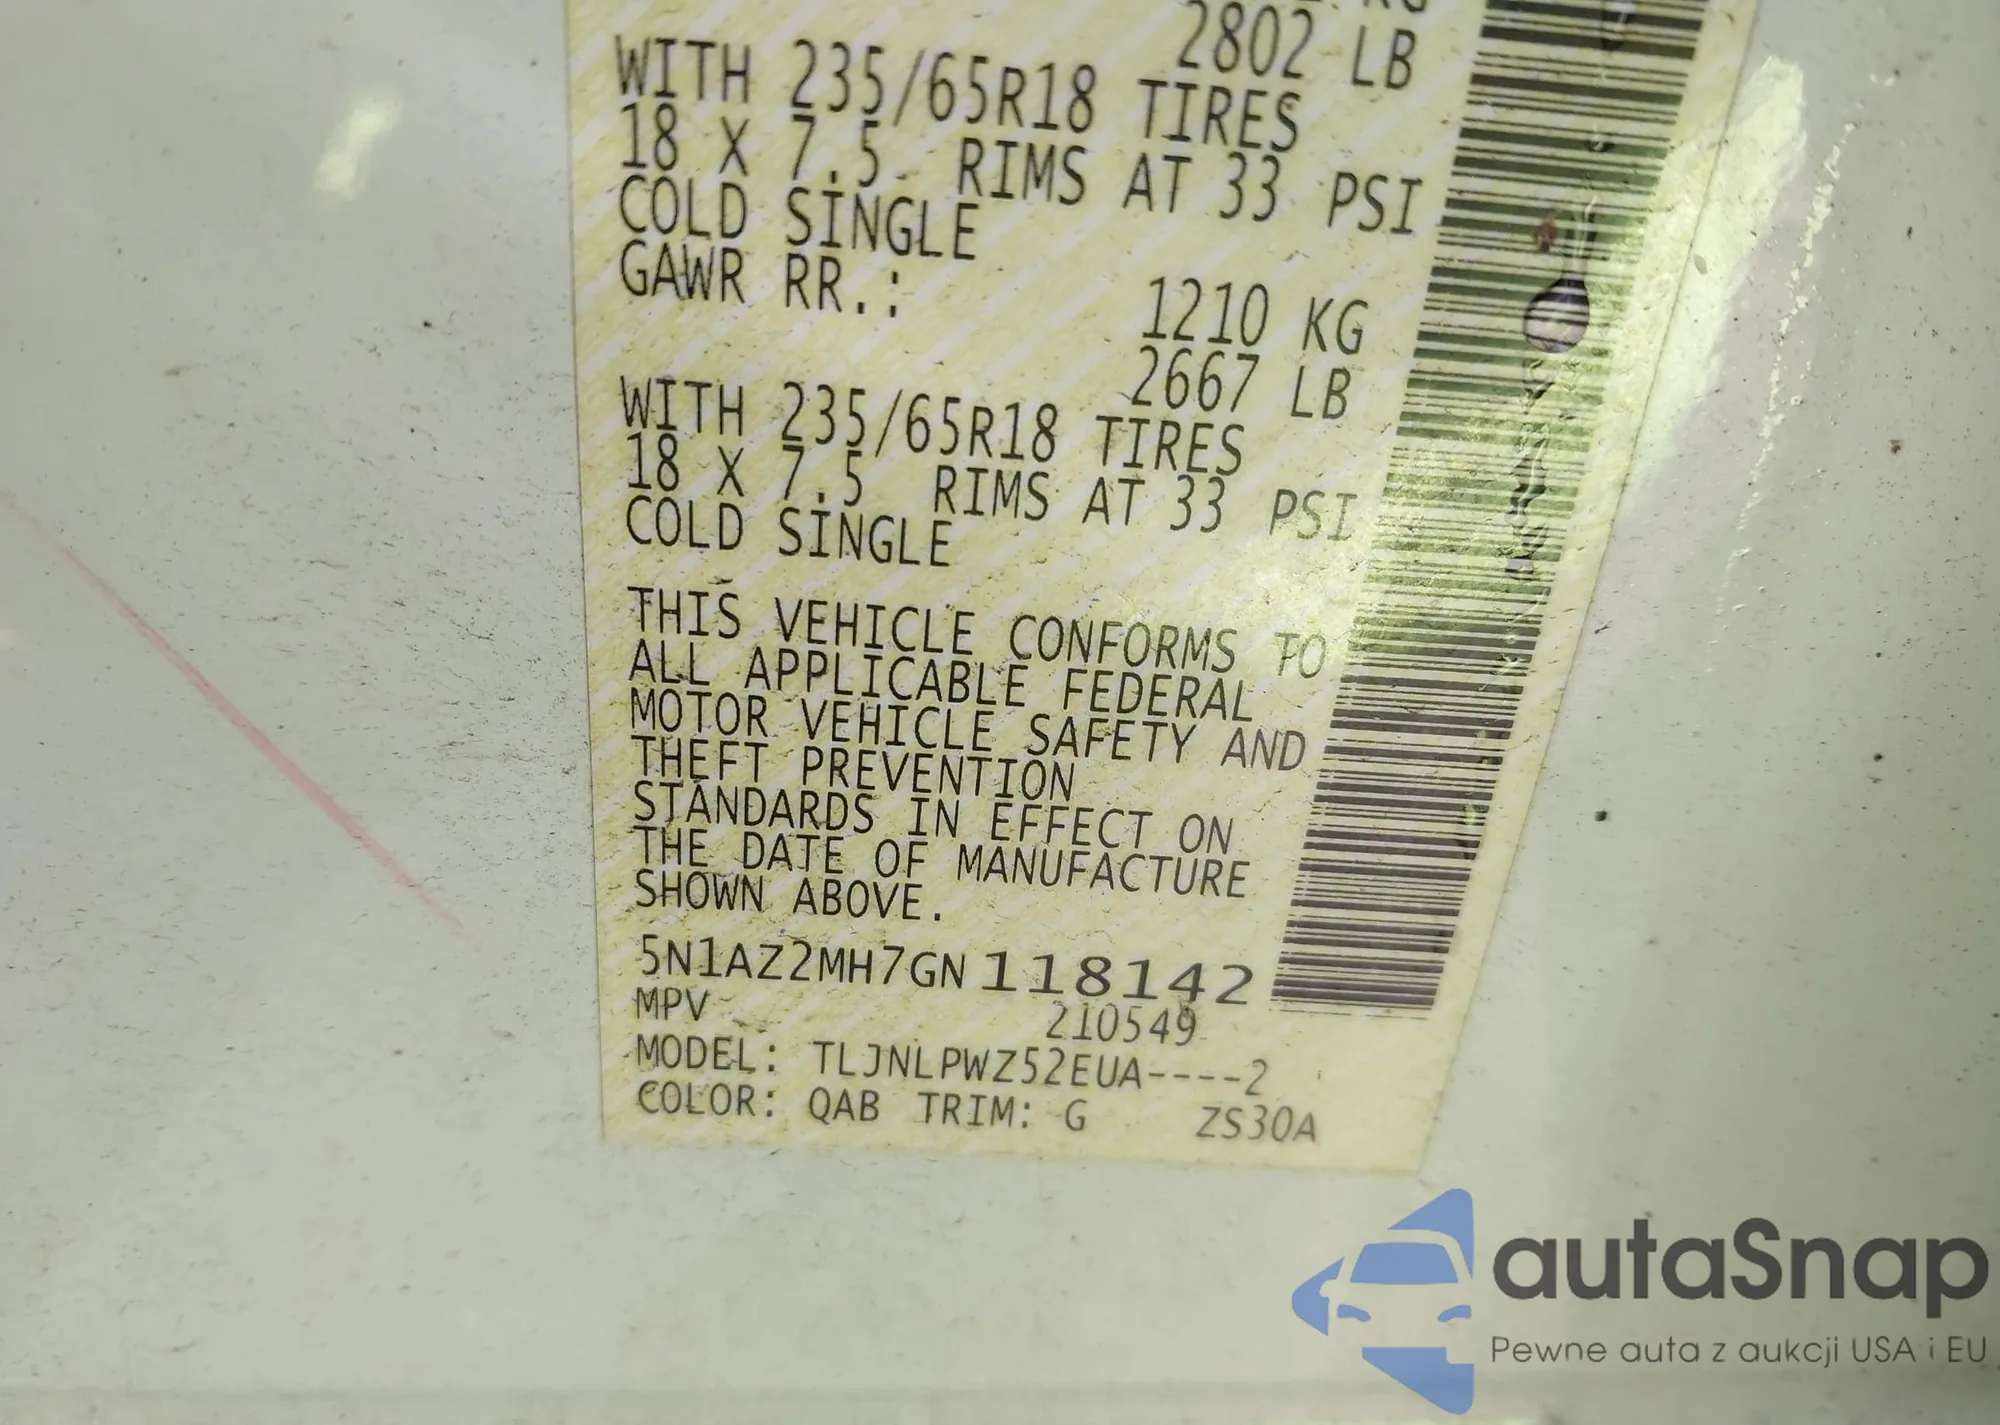 KG
2802 LB
WITH 235/65R18 TIRES
18 X 7.5 RIMS AT 33 PSI
COLD SINGLE
GAWR RR.:
1210 KG
2667 LB
WITH 235/65R18 TIRES
18 X 7.5 RIMS AT 33 PSI
COLD SINGLE
THIS VEHICLE CONFORMS TO
ALL APPLICABLE FEDERAL
MOTOR VEHICLE SAFETY AND
THEFT PREVENTION
STANDARDS IN EFFECT ON
THE DATE OF MANUFACTURE
SHOWN ABOVE.
5N1AZ2MH7GN118142
MPV 210549
MODEL: TLJNLPWZ52EUA----2
COLOR: QAB TRIM: G ZS30A
autaSnap
Pewne auta z aukcji USA i EU